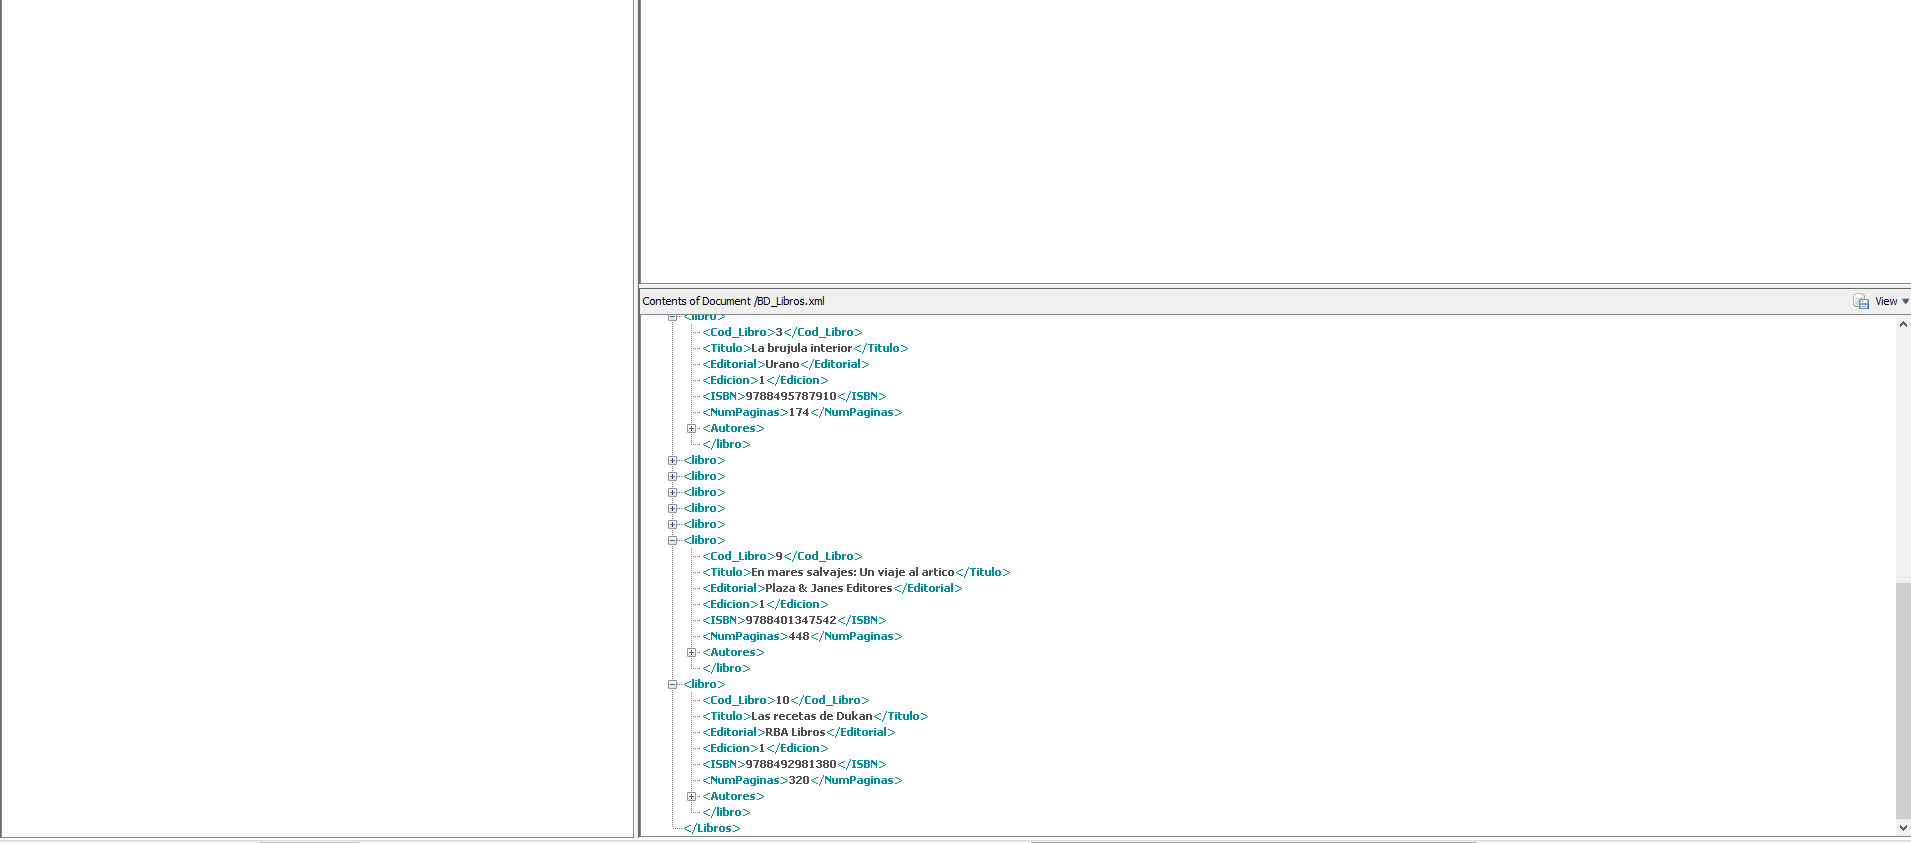 Contents of Document /BD_Libros.xml
View
<libro>
<Cod_Libro>3</Cod_Libro>
<Titulo>La brujula interior</Titulo>
<Editorial>Urano</Editorial>
<Edicion>1</Edicion>
<ISBN>9788495787910</ISBN>
<NumPaginas>174</NumPaginas>
<Autores>
</libro>
<libro>
<libro>
<libro>
<libro>
<libro>
<libro>
<Cod_Libro>9</Cod_Libro>
<Titulo>En mares salvajes: Un viaje al artico</Titulo>
<Editorial>Plaza & Janes Editores</Editorial>
<Edicion>1</Edicion>
<ISBN>9788401347542</ISBN>
<NumPaginas>448</NumPaginas>
<Autores>
</libro>
<libro>
<Cod_Libro>10</Cod_Libro>
<Titulo>Las recetas de Dukan</Titulo>
<Editorial>RBA Libros</Editorial>
<Edicion>1</Edicion>
<ISBN>9788492981380</ISBN>
<NumPaginas>320</NumPaginas>
<Autores>
</libro>
</Libros>